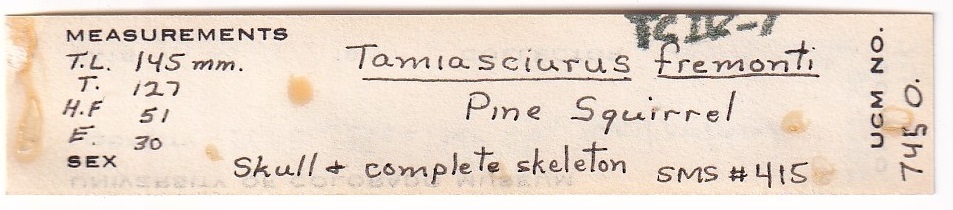 MEASUREMENTS
T.L. 145 mm.
T. 127
H.F 51
E. 30
SEX
Tamiasciurus fremonti
Pine Squirrel
Skull + complete skeleton SMS #415
UCM NO.
7450.